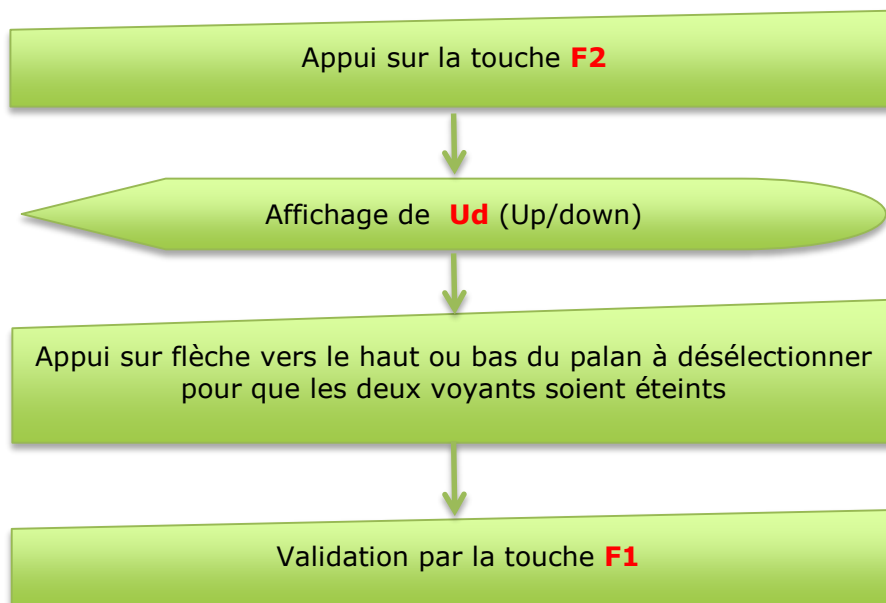 Appui sur la touche F2
Affichage de Ud (Up/down)
Appui sur flèche vers le haut ou bas du palan à désélectionner
pour que les deux voyants soient éteints
Validation par la touche F1